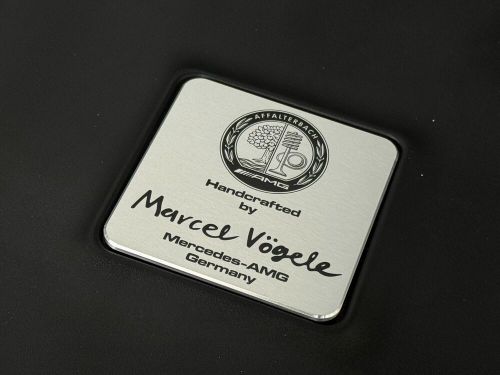 AFFALTERBACH
AMG
Handcrafted
by
Marcel Vögele
Mercedes-AMG
Germany